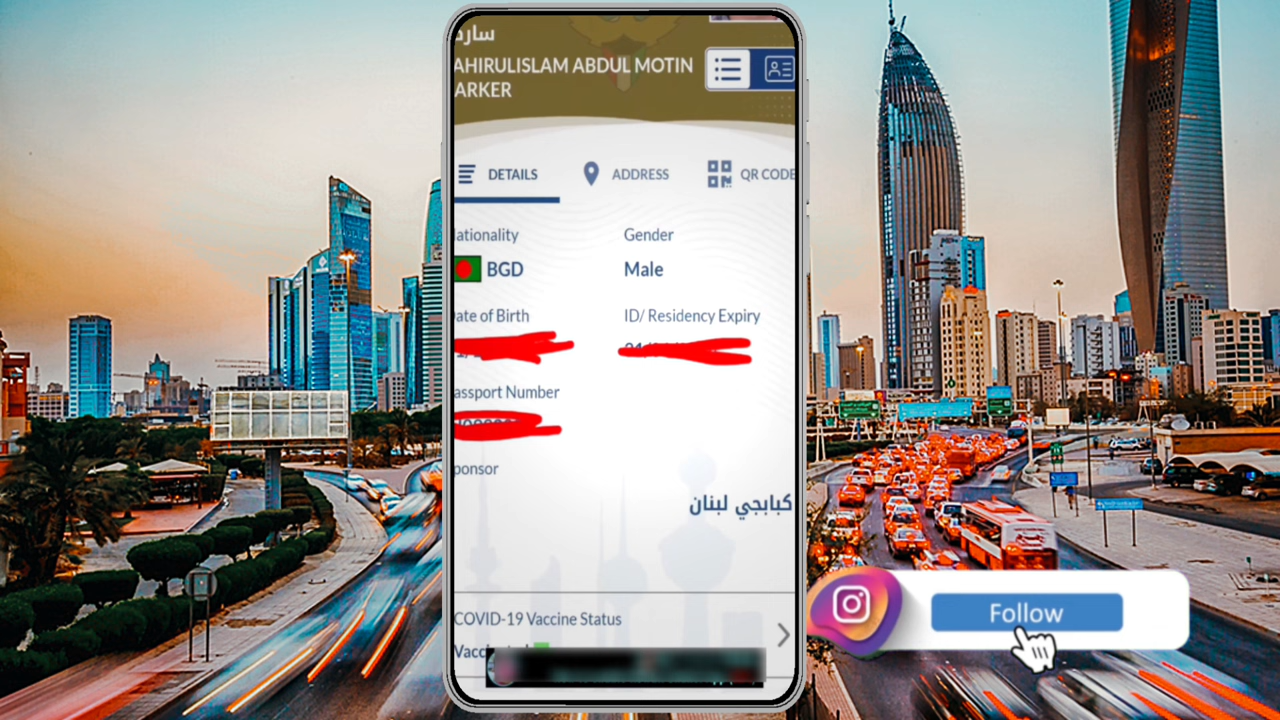 سارد
AHIRULISLAM ABDUL MOTIN
ARKER
DETAILS
ADDRESS
QR CODE
ationality
Gender
BGD
Male
ate of Birth
ID/ Residency Expiry
assport Number
ponsor
كبابجي لبنان
COVID-19 Vaccine Status
Follow